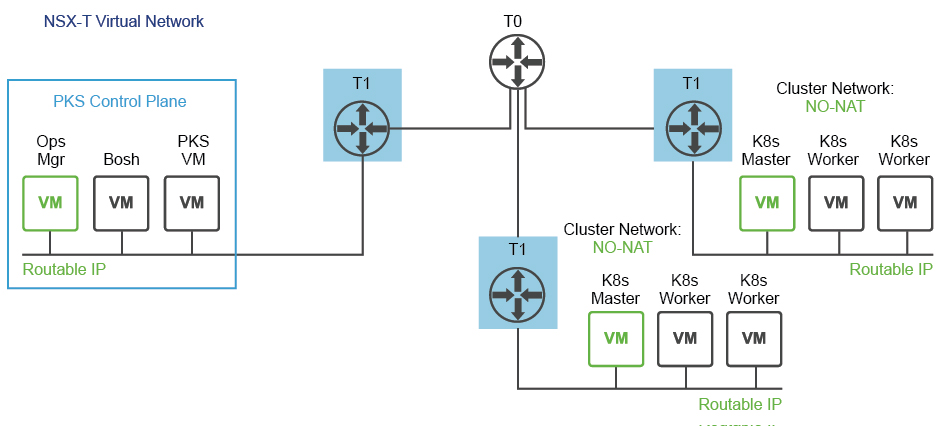 NSX-T Virtual Network
T0
PKS Control Plane
Ops
Mgr
Bosh
PKS
VM
VM
VM
VM
Routable IP
T1
T1
Cluster Network:
NO-NAT
K8s
Master
K8s
Worker
K8s
Worker
VM
VM
VM
Routable IP
T1
Cluster Network:
NO-NAT
K8s
Master
K8s
Worker
K8s
Worker
VM
VM
VM
Routable IP